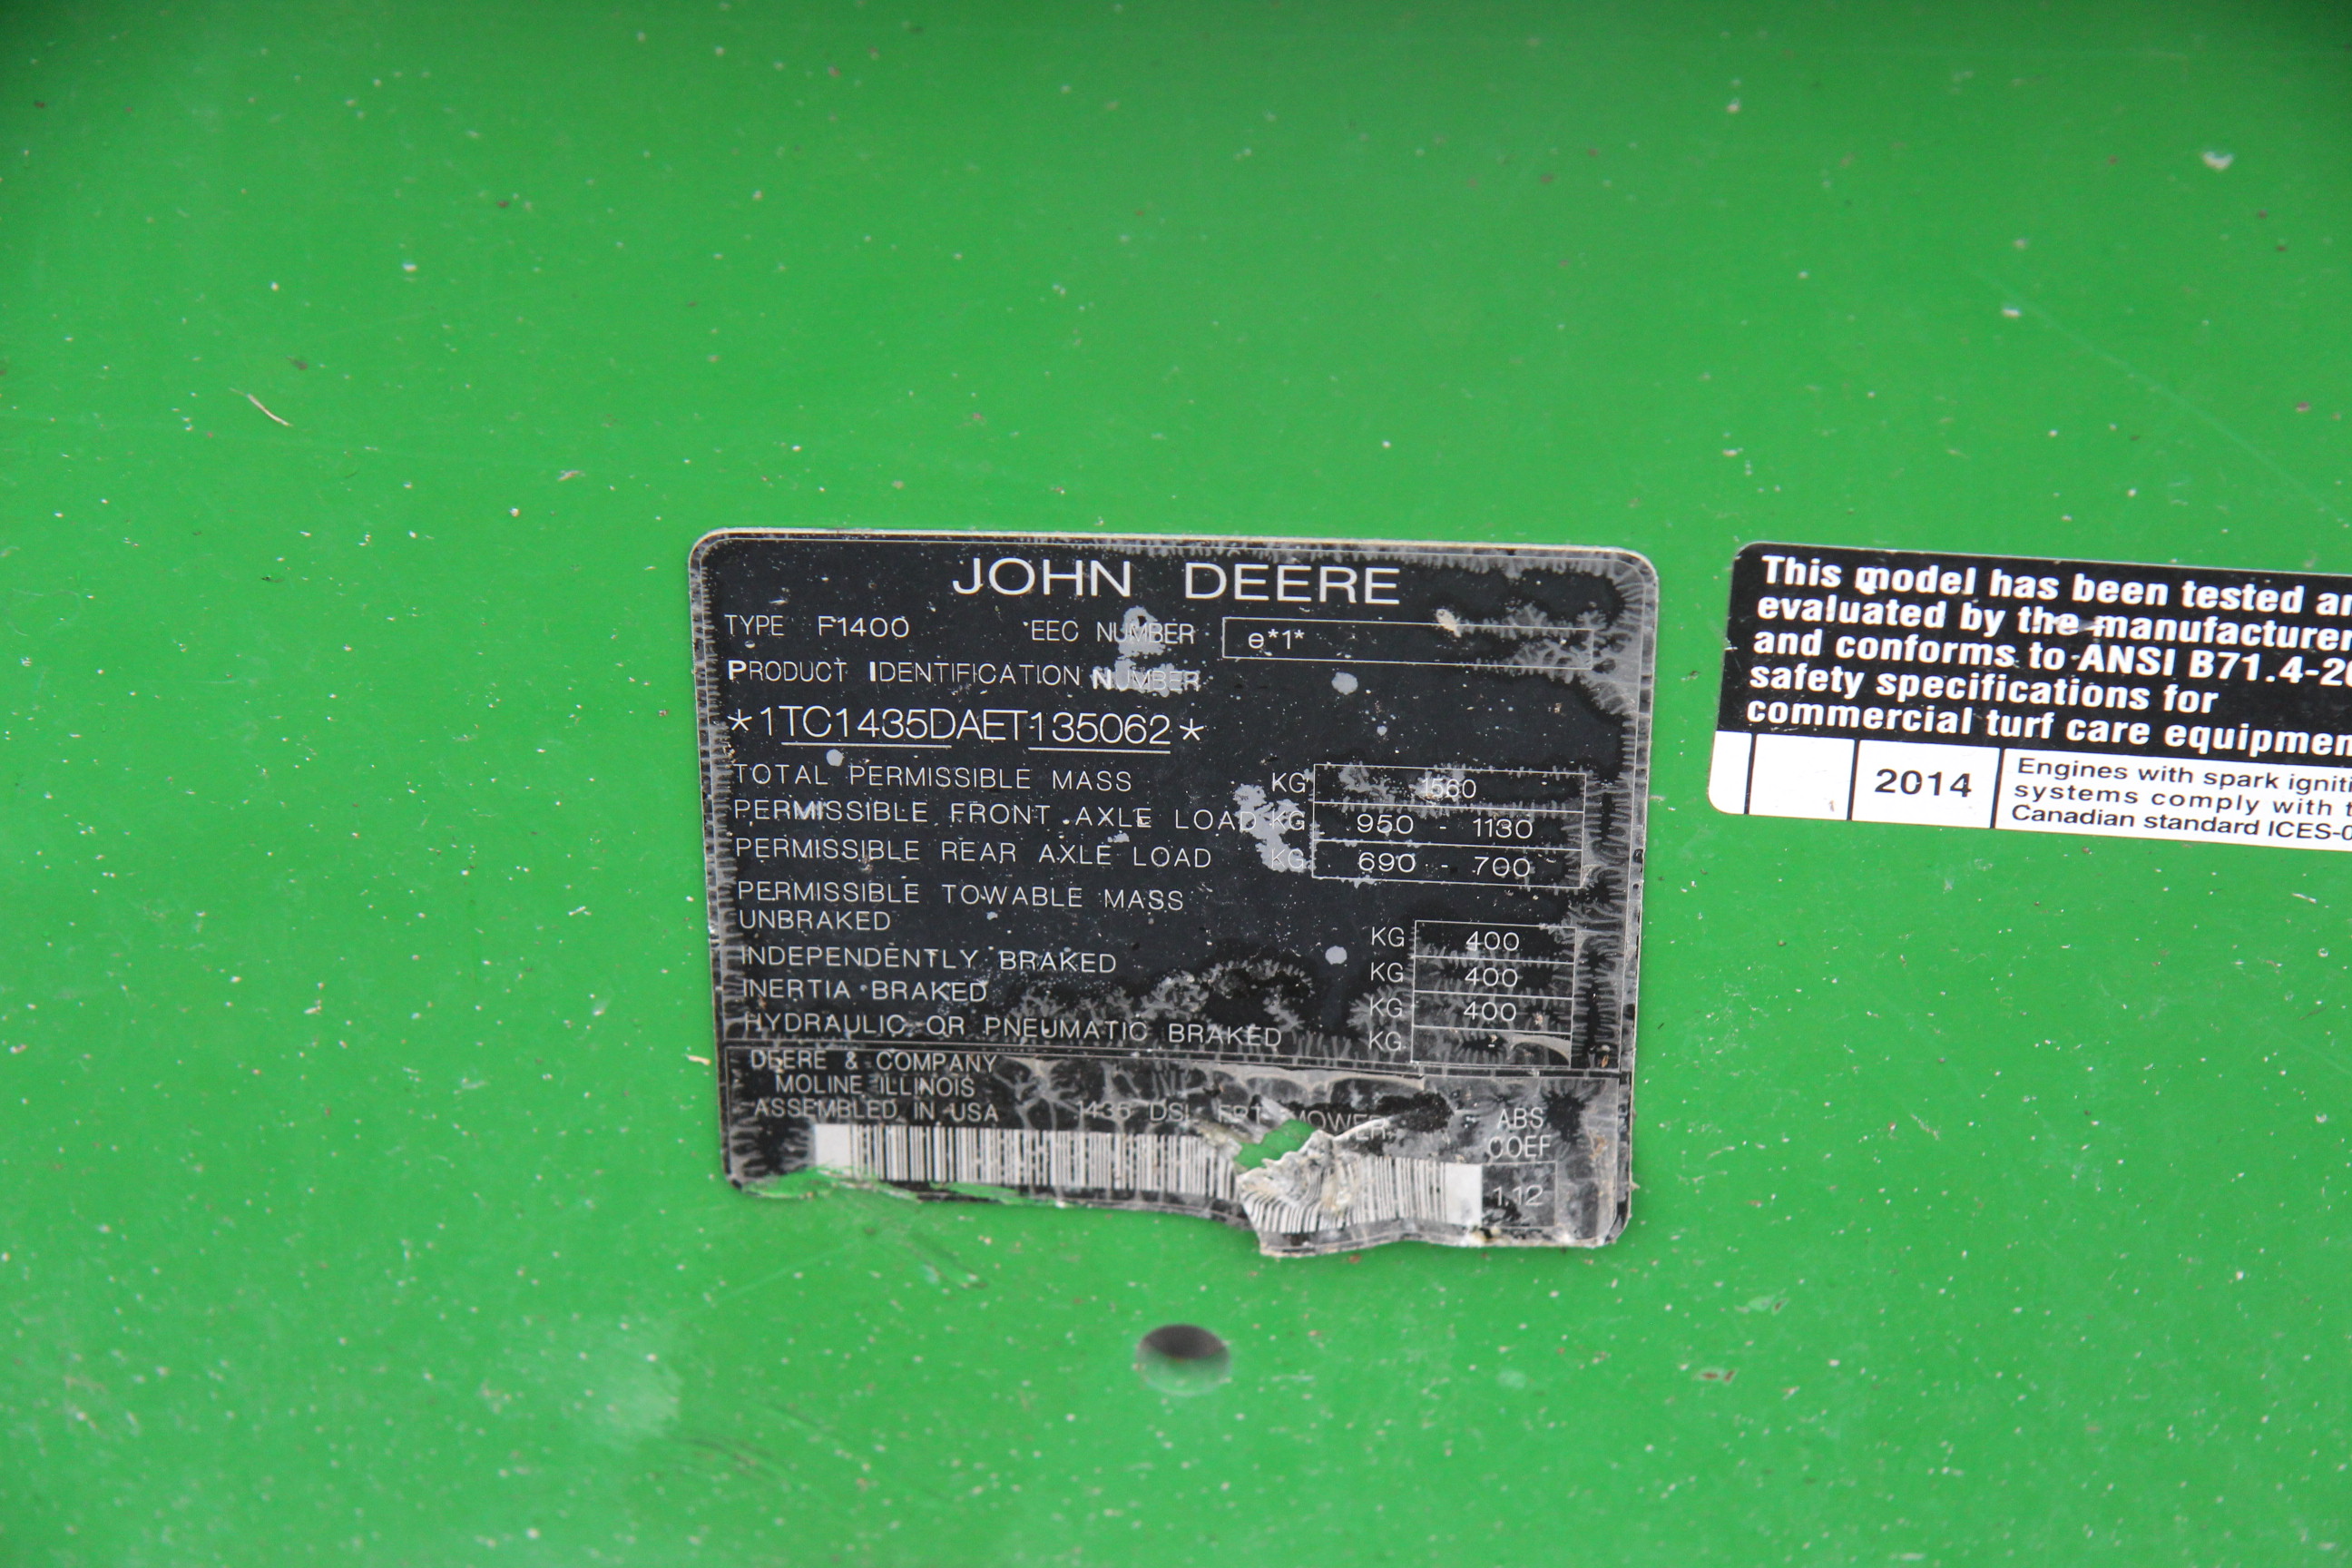 JOHN DEERE
TYPE F1400 EEC NUMBER e*1*
PRODUCT IDENTIFICATION NUMBER
*1TC1435DAET135062*
TOTAL PERMISSIBLE MASS KG 1560
PERMISSIBLE FRONT AXLE LOAD KG 950 - 1130
PERMISSIBLE REAR AXLE LOAD KG 690 - 700
PERMISSIBLE TOWABLE MASS
UNBRAKED KG 400
INDEPENDENTLY BRAKED KG 400
INERTIA BRAKED KG 400
HYDRAULIC OR PNEUMATIC BRAKED KG -
DEERE & COMPANY
MOLINE ILLINOIS
ASSEMBLED IN USA 1435 DSL FRT MOWER
ABS
COEF
1.12
This model has been tested
evaluated by the manufacturer
and conforms to ANSI B71.4-20
safety specifications for
commercial turf care
2014
Engines with spark
systems comply with
Canadian standard ICES-0